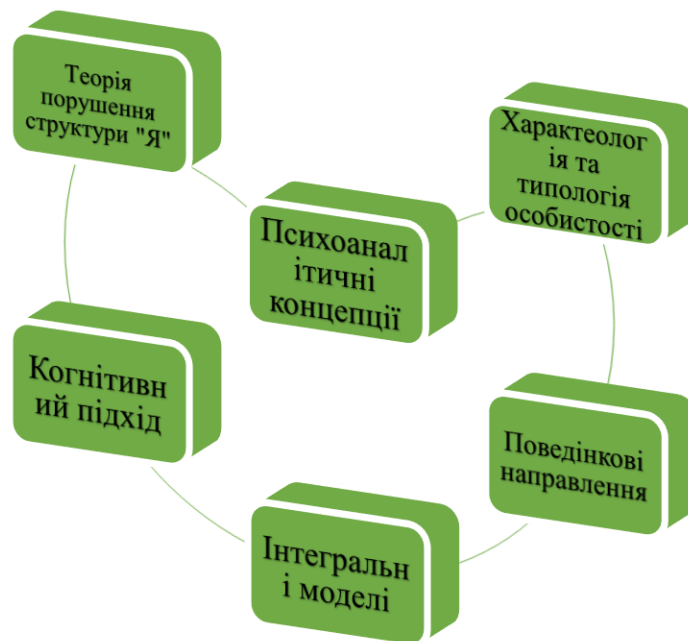 Теорія
порушення
структури "Я"
Характеолог
ія та
типологія
особистості
Психоанал
ітичні
концепції
Когнітивн
ий підхід
Поведінкові
направлення
Інтегральн
і моделі